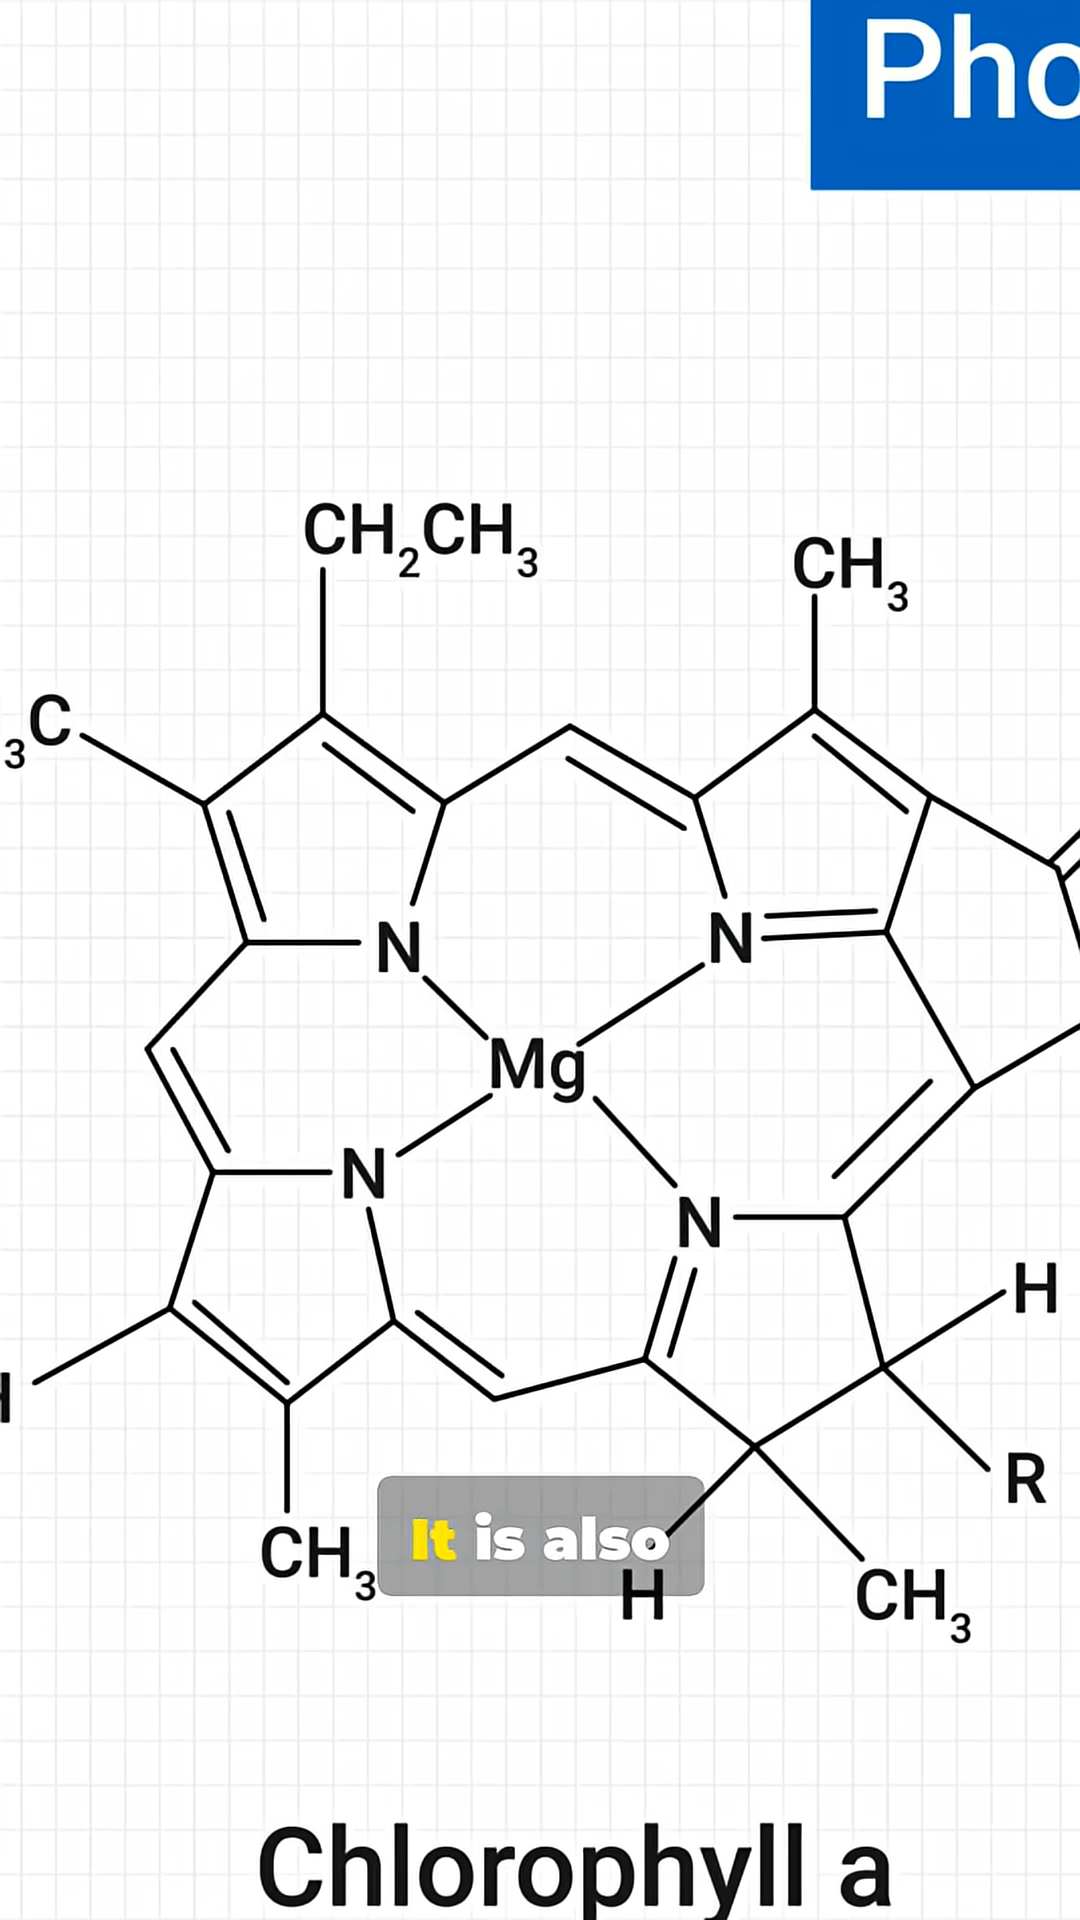 Pho
CH₂CH₃
CH₃
₃C
N
N
Mg
N
N
H
H
R
It is also
CH₃
H
CH₃
Chlorophyll a